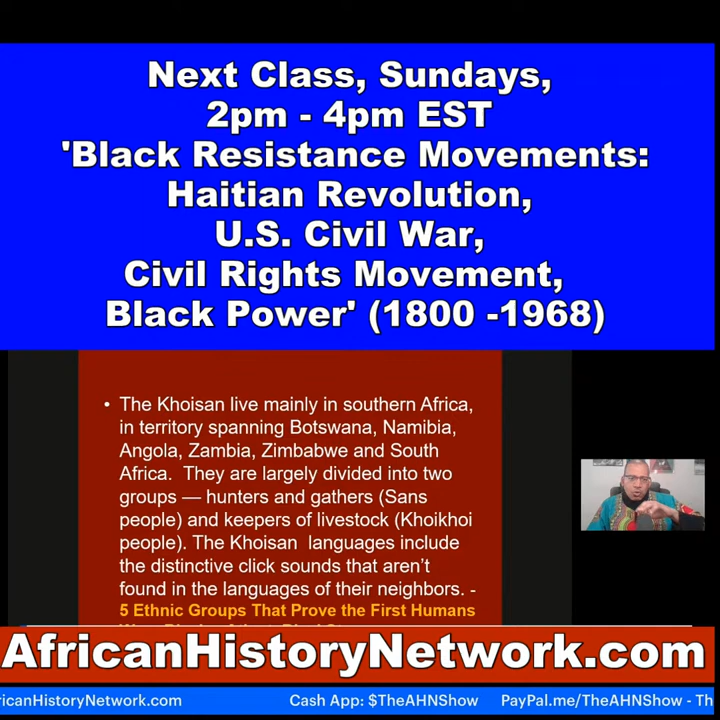 Next Class, Sundays,
2pm - 4pm EST
'Black Resistance Movements:
Haitian Revolution,
U.S. Civil War,
Civil Rights Movement,
Black Power' (1800 -1968)
• The Khoisan live mainly in southern Africa,
in territory spanning Botswana, Namibia,
Angola, Zambia, Zimbabwe and South
Africa. They are largely divided into two
groups — hunters and gathers (Sans
people) and keepers of livestock (Khoikhoi
people). The Khoisan languages include
the distinctive click sounds that aren't
found in the languages of their neighbors. -
5 Ethnic Groups That Prove the First Humans
AfricanHistoryNetwork.com
ricanHistoryNetwork.com Cash App: $TheAHNShow PayPal.me/TheAHNShow - Th